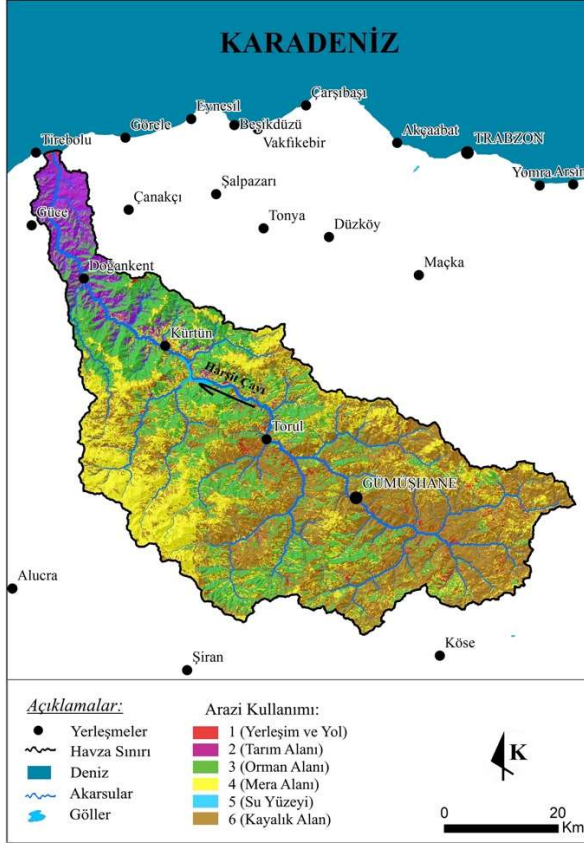 KARADENİZ
Çarşıbaşı
Eynesil
Görele
Beşikdüzü
Vakfıkebir
Akçaabat
TRABZON
Tirebolu
Yomra Arsin
Şalpazarı
Çanakçı
Güce
Tonya
Düzköy
Maçka
Doğankent
Kürtün
Harşit Çayı
Torul
GÜMÜŞHANE
Alucra
Köse
Şiran
Açıklamalar:
Yerleşmeler
Havza Sınırı
Deniz
Akarsular
Göller
Arazi Kullanımı:
1 (Yerleşim ve Yol)
2 (Tarım Alanı)
3 (Orman Alanı)
4 (Mera Alanı)
5 (Su Yüzeyi)
6 (Kayalık Alan)
K
0 20
Km